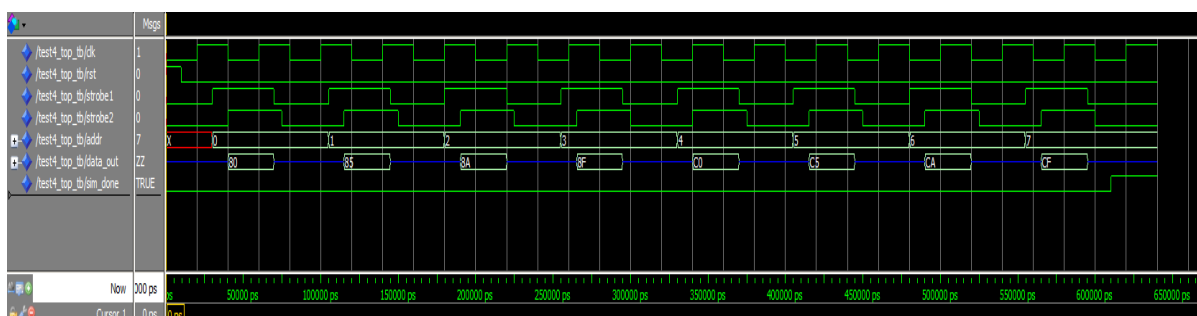 Msgs
/test4_top_tb/clk 1
/test4_top_tb/rst 0
/test4_top_tb/strobe1 0
/test4_top_tb/strobe2 0
/test4_top_tb/addr 7 X 0 1 2 3 4 5 6 7
/test4_top_tb/data_out ZZ 80 85 8A 8F C0 C5 CA CF
/test4_top_tb/sim_done TRUE
Now 000 ps ps 50000 ps 100000 ps 150000 ps 200000 ps 250000 ps 300000 ps 350000 ps 400000 ps 450000 ps 500000 ps 550000 ps 600000 ps 650000 ps
Cursor 1 0 ps 0 ps